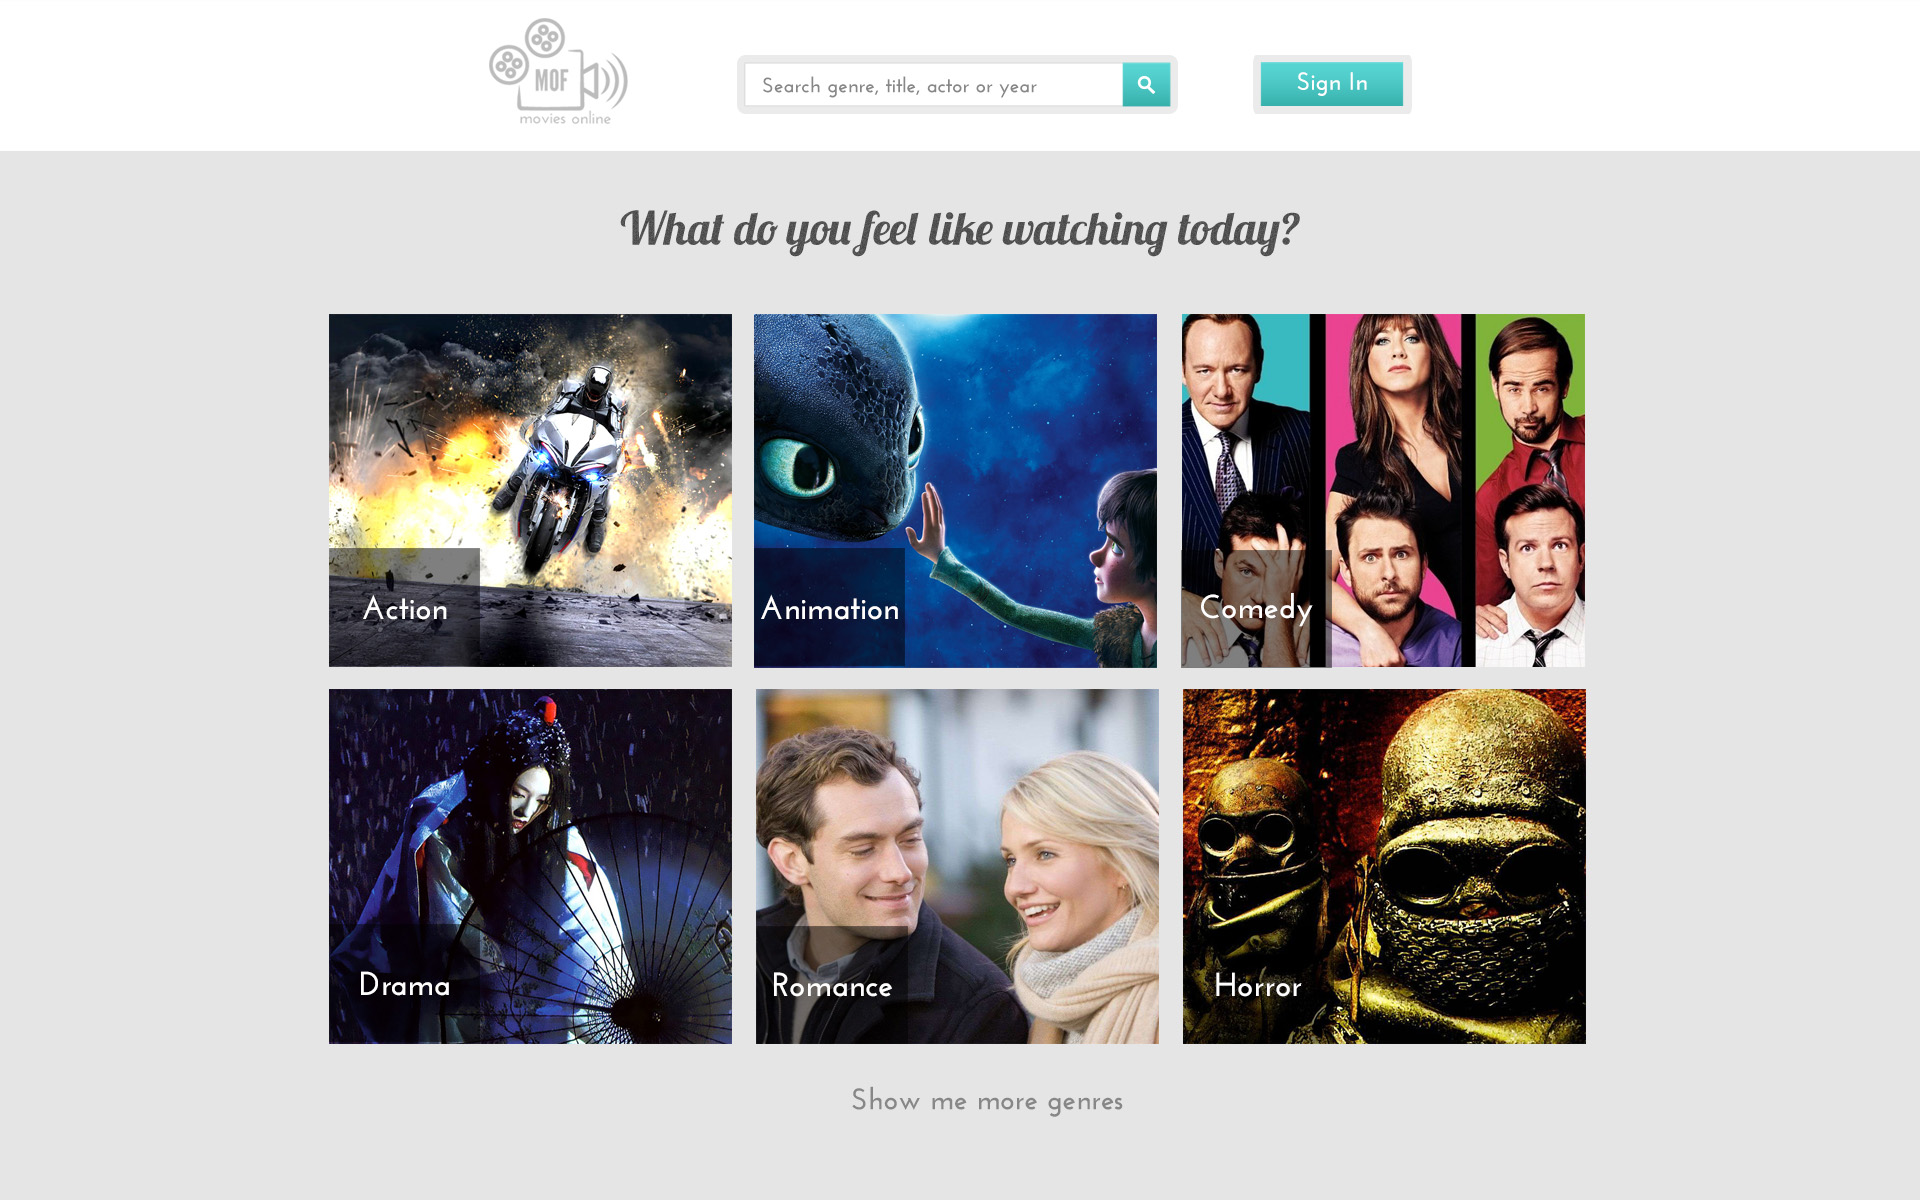 MOF
movies online
Search genre, title, actor or year
Sign In
What do you feel like watching today?
Action
Animation
Comedy
Drama
Romance
Horror
Show me more genres